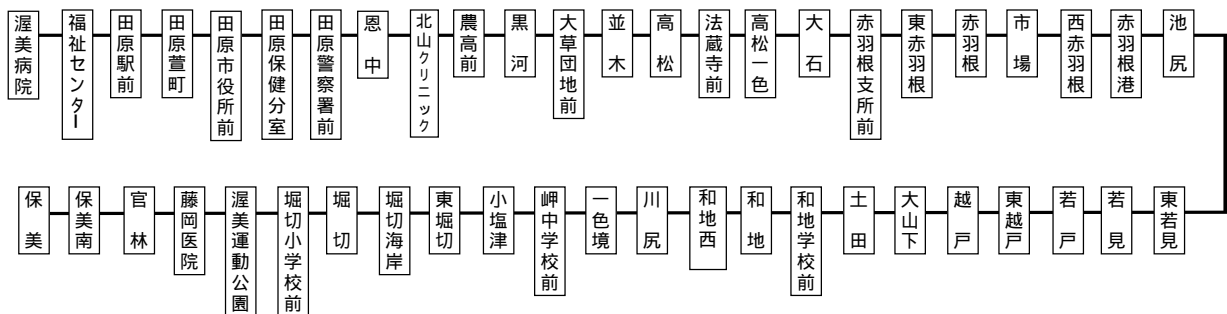 渥美病院
福祉センター
田原駅前
田原萱町
田原市役所前
田原保健分室
田原警察署前
恩中
北山クリニック
農高前
黒河
大草団地前
並木
高松
法蔵寺前
高松一色
大石
赤羽根支所前
東赤羽根
赤羽根
市場
西赤羽根
赤羽根港
池尻
東若見
若見
若戸
東越戸
越戸
大山下
土田
和地学校前
和地
和地西
川尻
一色境
岬中学校前
小塩津
東堀切
堀切海岸
堀切
堀切小学校前
渥美運動公園
藤岡医院
官林
保美南
保美